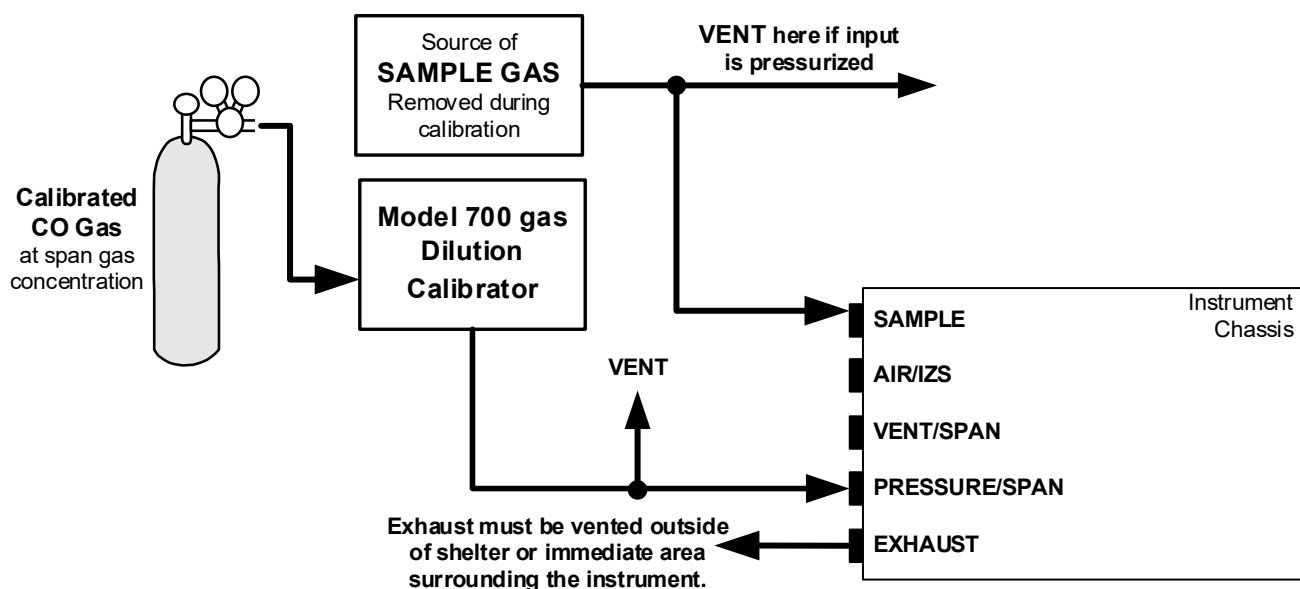 Source of
SAMPLE GAS
Removed during
calibration
VENT here if input
is pressurized
Calibrated
CO Gas
at span gas
concentration
Model 700 gas
Dilution
Calibrator
Instrument
Chassis
SAMPLE
AIR/IZS
VENT/SPAN
PRESSURE/SPAN
EXHAUST
VENT
Exhaust must be vented outside
of shelter or immediate area
surrounding the instrument.